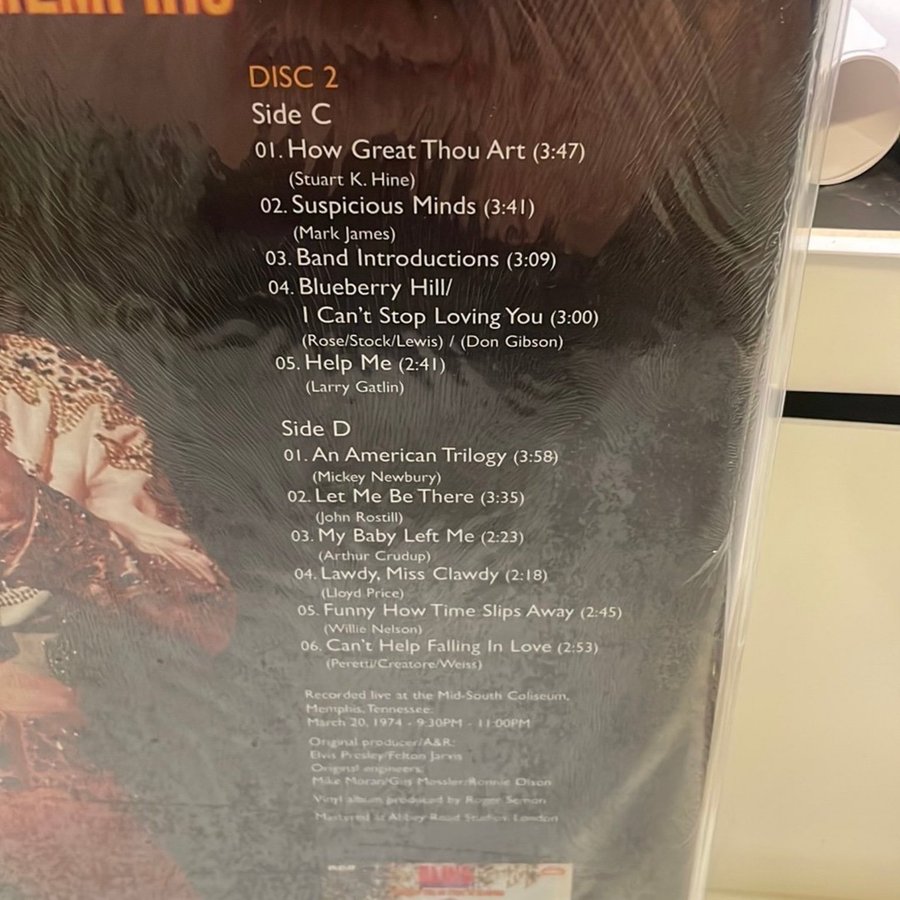 DISC 2
Side C
01. How Great Thou Art (3:47)
(Stuart K. Hine)
02. Suspicious Minds (3:41)
(Mark James)
03. Band Introductions (3:09)
04. Blueberry Hill/
I Can't Stop Loving You (3:00)
(Rose/Stock/Lewis) / (Don Gibson)
05. Help Me (2:41)
(Larry Gatlin)
Side D
01. An American Trilogy (3:58)
(Mickey Newbury)
02. Let Me Be There (3:35)
(John Rostill)
03. My Baby Left Me (2:23)
(Arthur Crudup)
04. Lawdy, Miss Clawdy (2:18)
(Lloyd Price)
05. Funny How Time Slips Away (2:45)
(Willie Nelson)
06. Can't Help Falling In Love (2:53)
(Peretti/Creatore/Weiss)
Recorded live at the Mid-South Coliseum,
Memphis, Tennessee:
March 20, 1974 - 9:30PM - 11:00PM
Original producer/A&R:
Elvis Presley/Felton Jarvis
Original engineers:
Mike Moran/Gus Mossler/Ronnie Olson
Vinyl album produced by Roger Semon
Mastered at Abbey Road Studios London